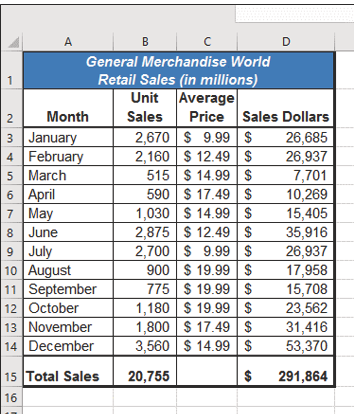 A B C D
1 General Merchandise World
Retail Sales (in millions)
Unit Average
2 Month Sales Price Sales Dollars
3 January 2,670 $ 9.99 $ 26,685
4 February 2,160 $ 12.49 $ 26,937
5 March 515 $ 14.99 $ 7,701
6 April 590 $ 17.49 $ 10,269
7 May 1,030 $ 14.99 $ 15,405
8 June 2,875 $ 12.49 $ 35,916
9 July 2,700 $ 9.99 $ 26,937
10 August 900 $ 19.99 $ 17,958
11 September 775 $ 19.99 $ 15,708
12 October 1,180 $ 19.99 $ 23,562
13 November 1,800 $ 17.49 $ 31,416
14 December 3,560 $ 14.99 $ 53,370
15 Total Sales 20,755 $ 291,864
16